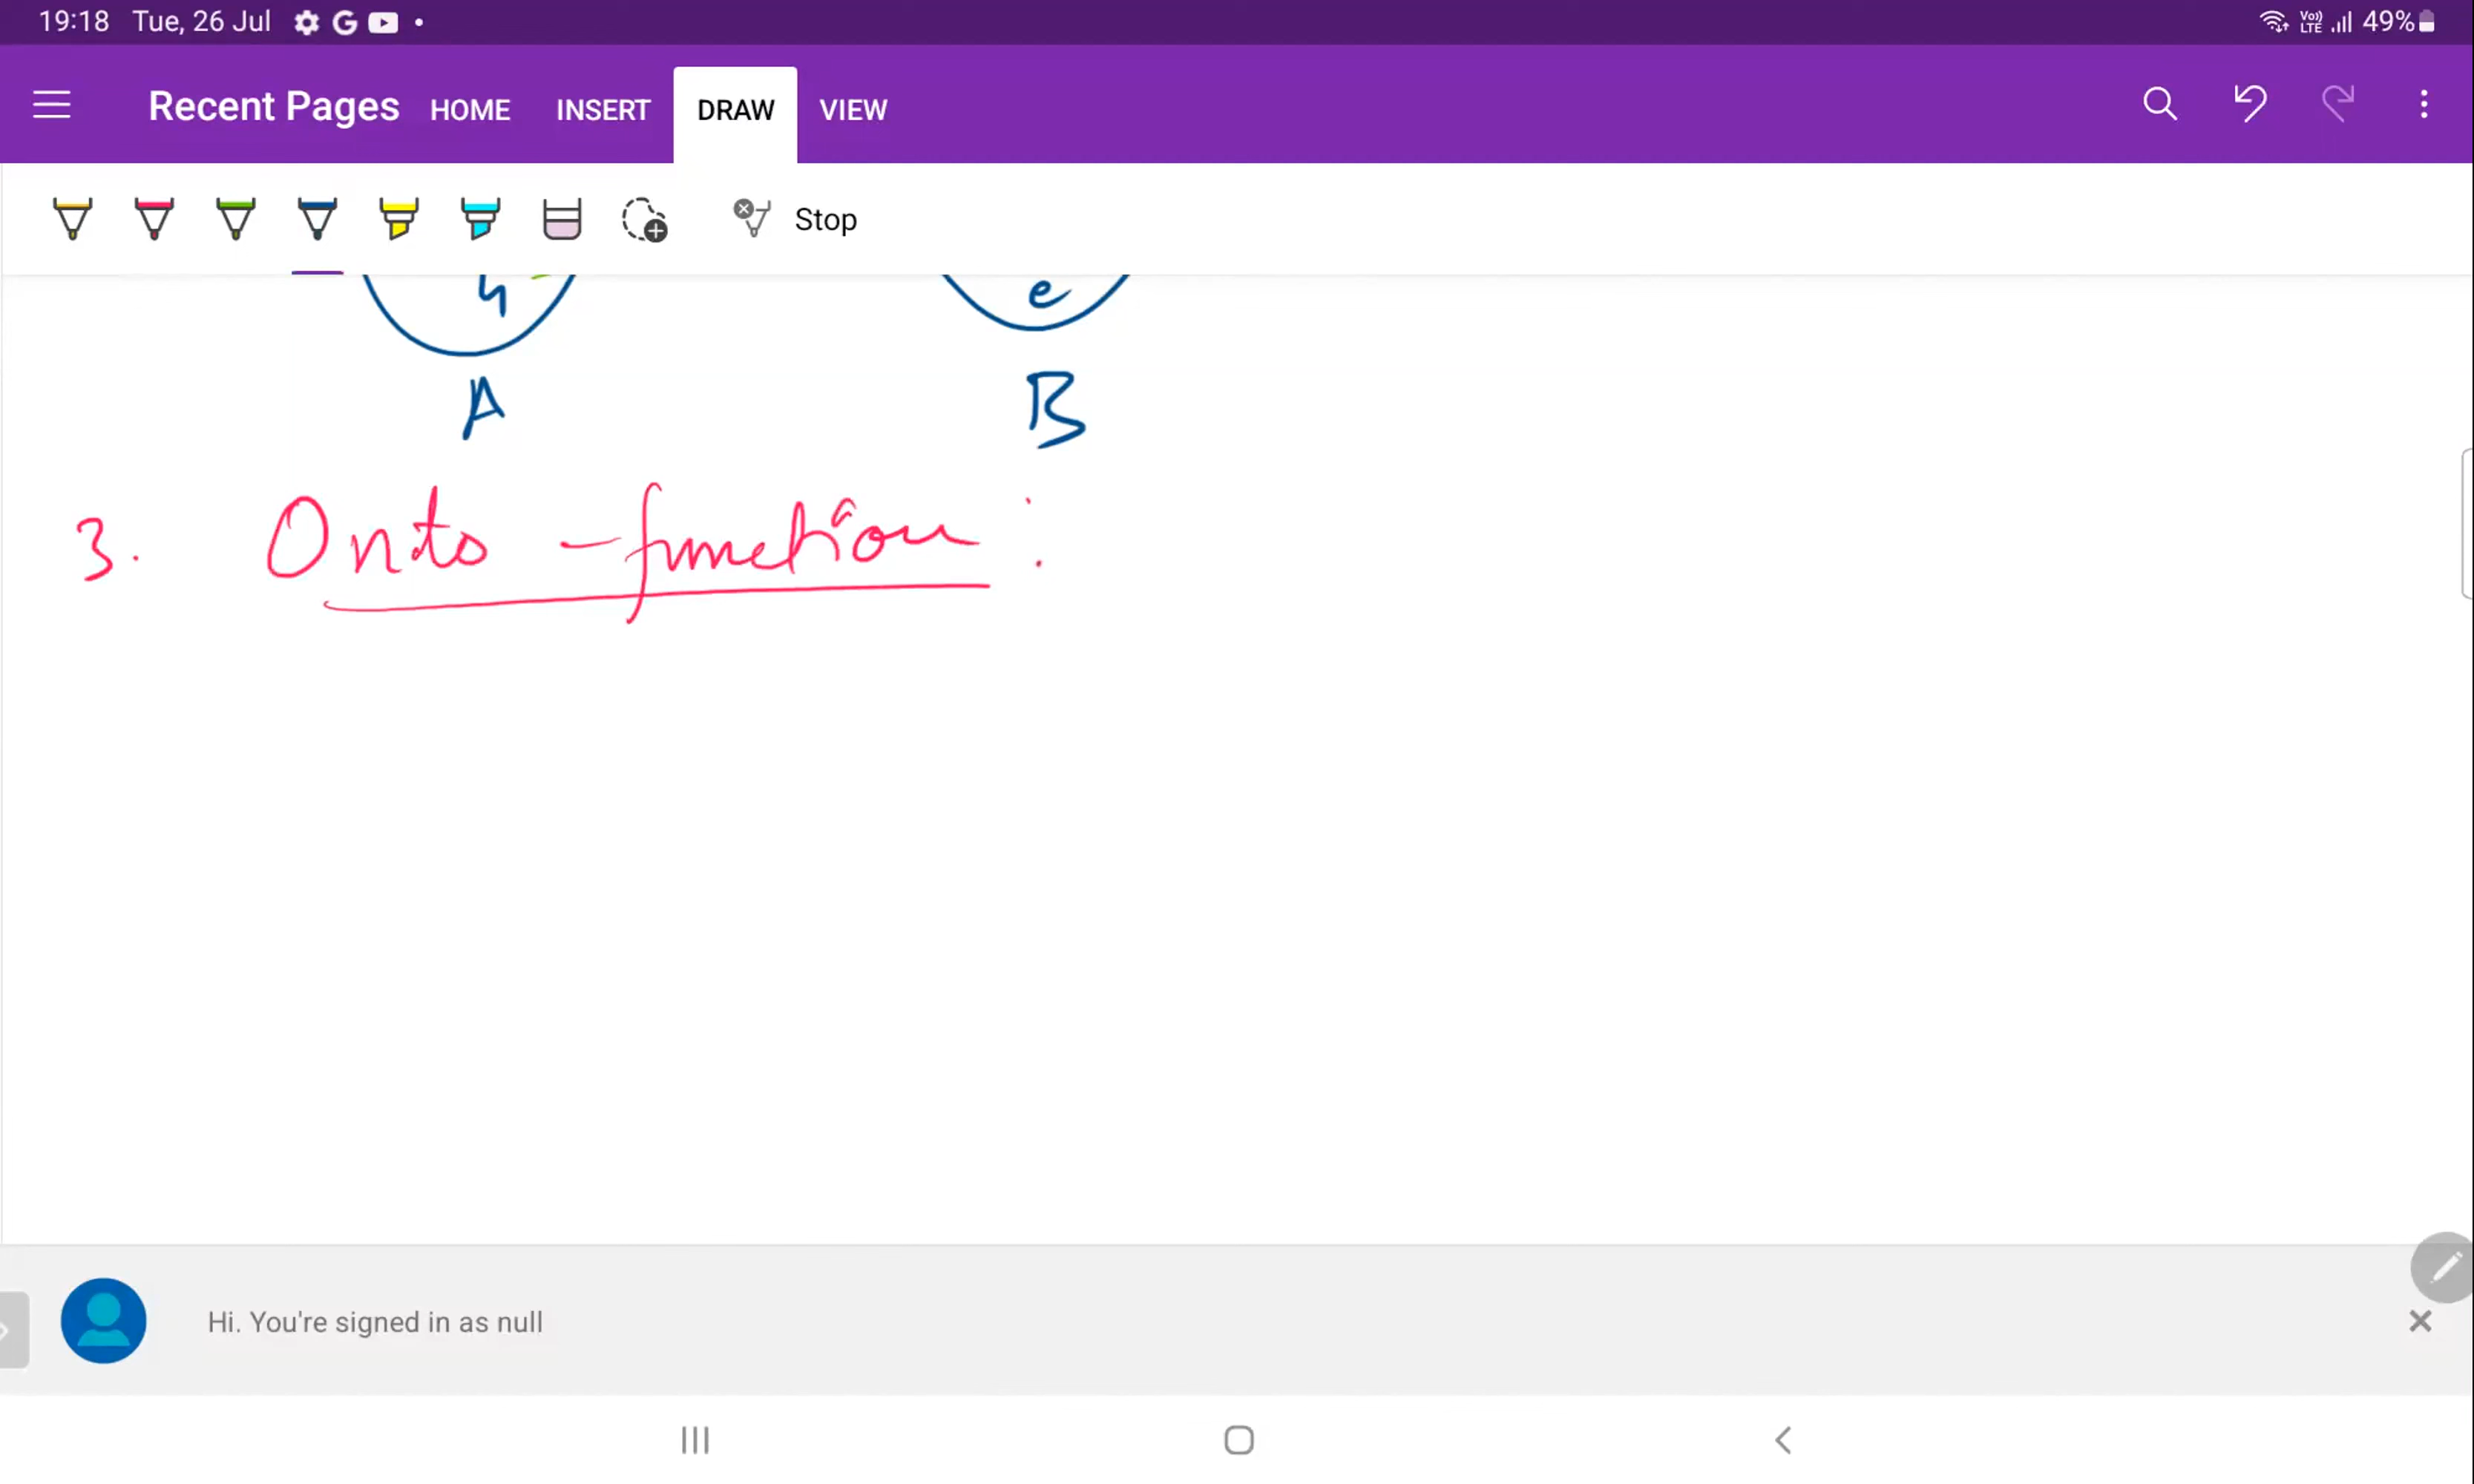 19:18 Tue, 26 Jul 49%
Recent Pages HOME INSERT DRAW VIEW
Stop
4 e
A B
3. Onto - function :
Hi. You're signed in as null